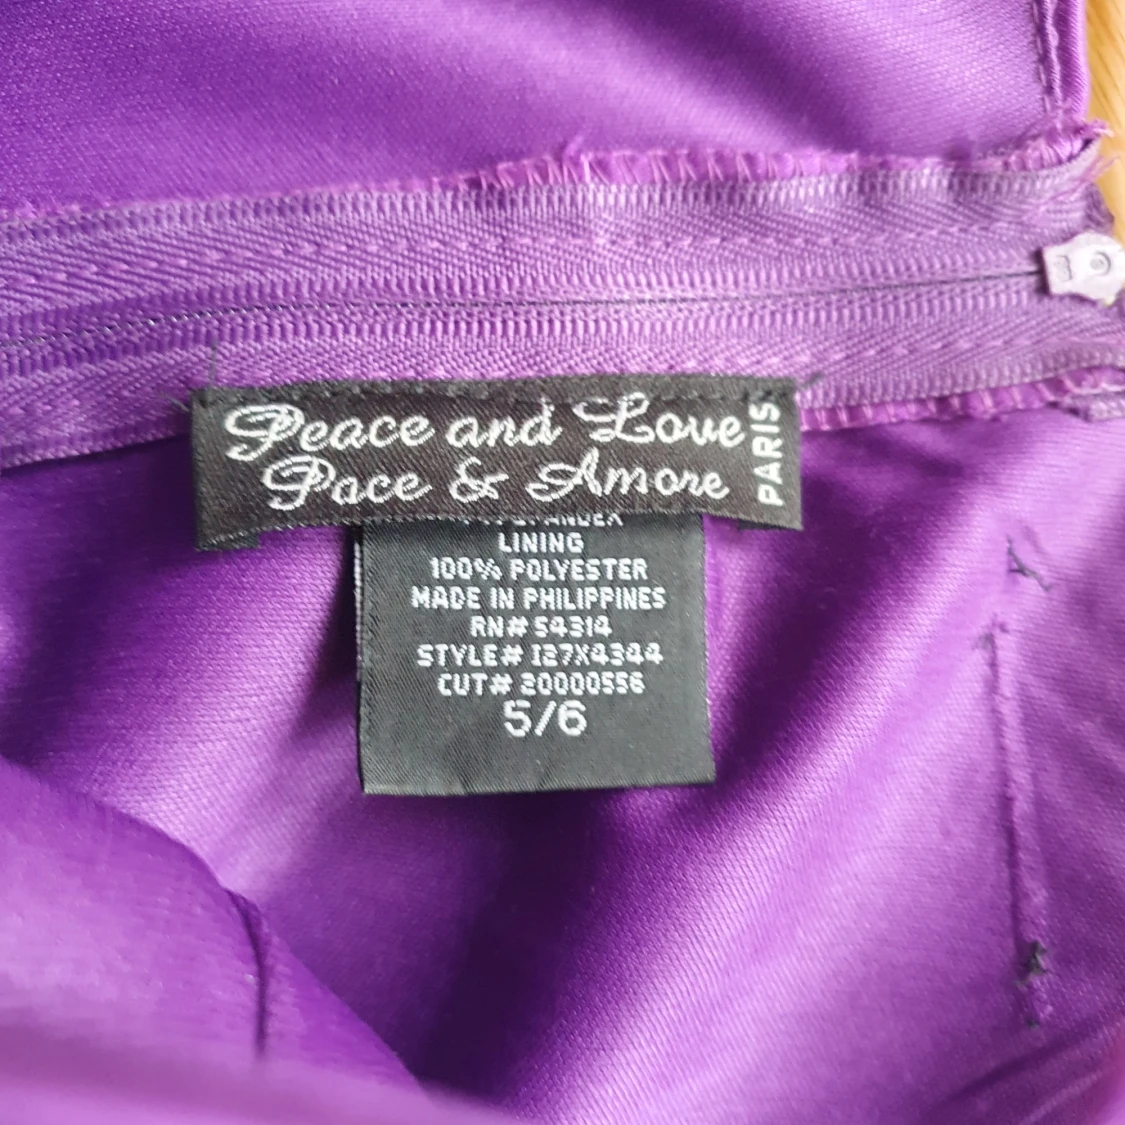 Peace and Love
Pace & Amore
PARIS
SPANDEX
LINING
100% POLYESTER
MADE IN PHILIPPINES
RN# 54314
STYLE# I27X4344
CUT# 20000556
5/6